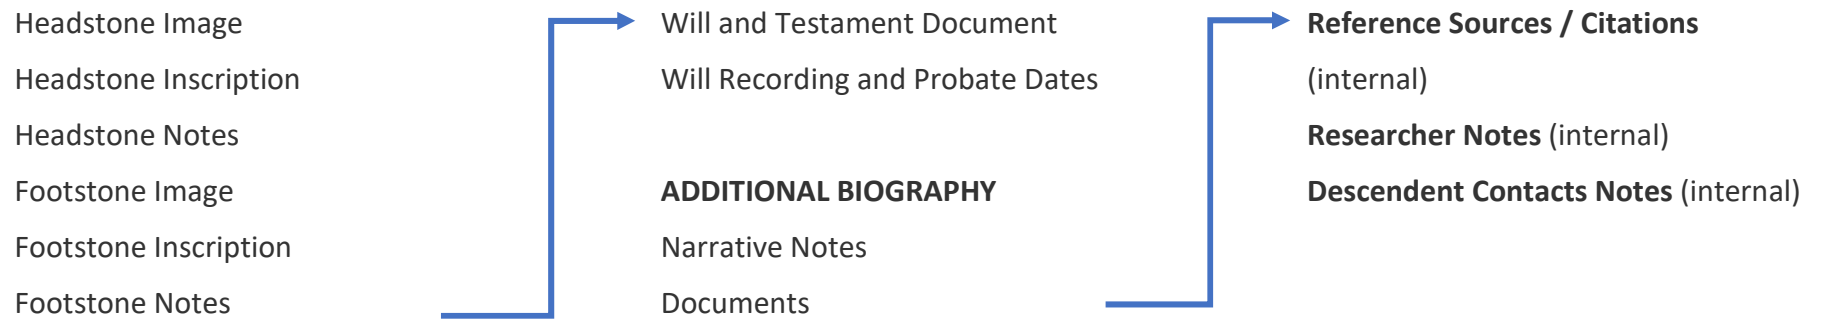 Headstone Image
Headstone Inscription
Headstone Notes
Footstone Image
Footstone Inscription
Footstone Notes
Will and Testament Document
Will Recording and Probate Dates
ADDITIONAL BIOGRAPHY
Narrative Notes
Documents
Reference Sources / Citations
(internal)
Researcher Notes (internal)
Descendent Contacts Notes (internal)